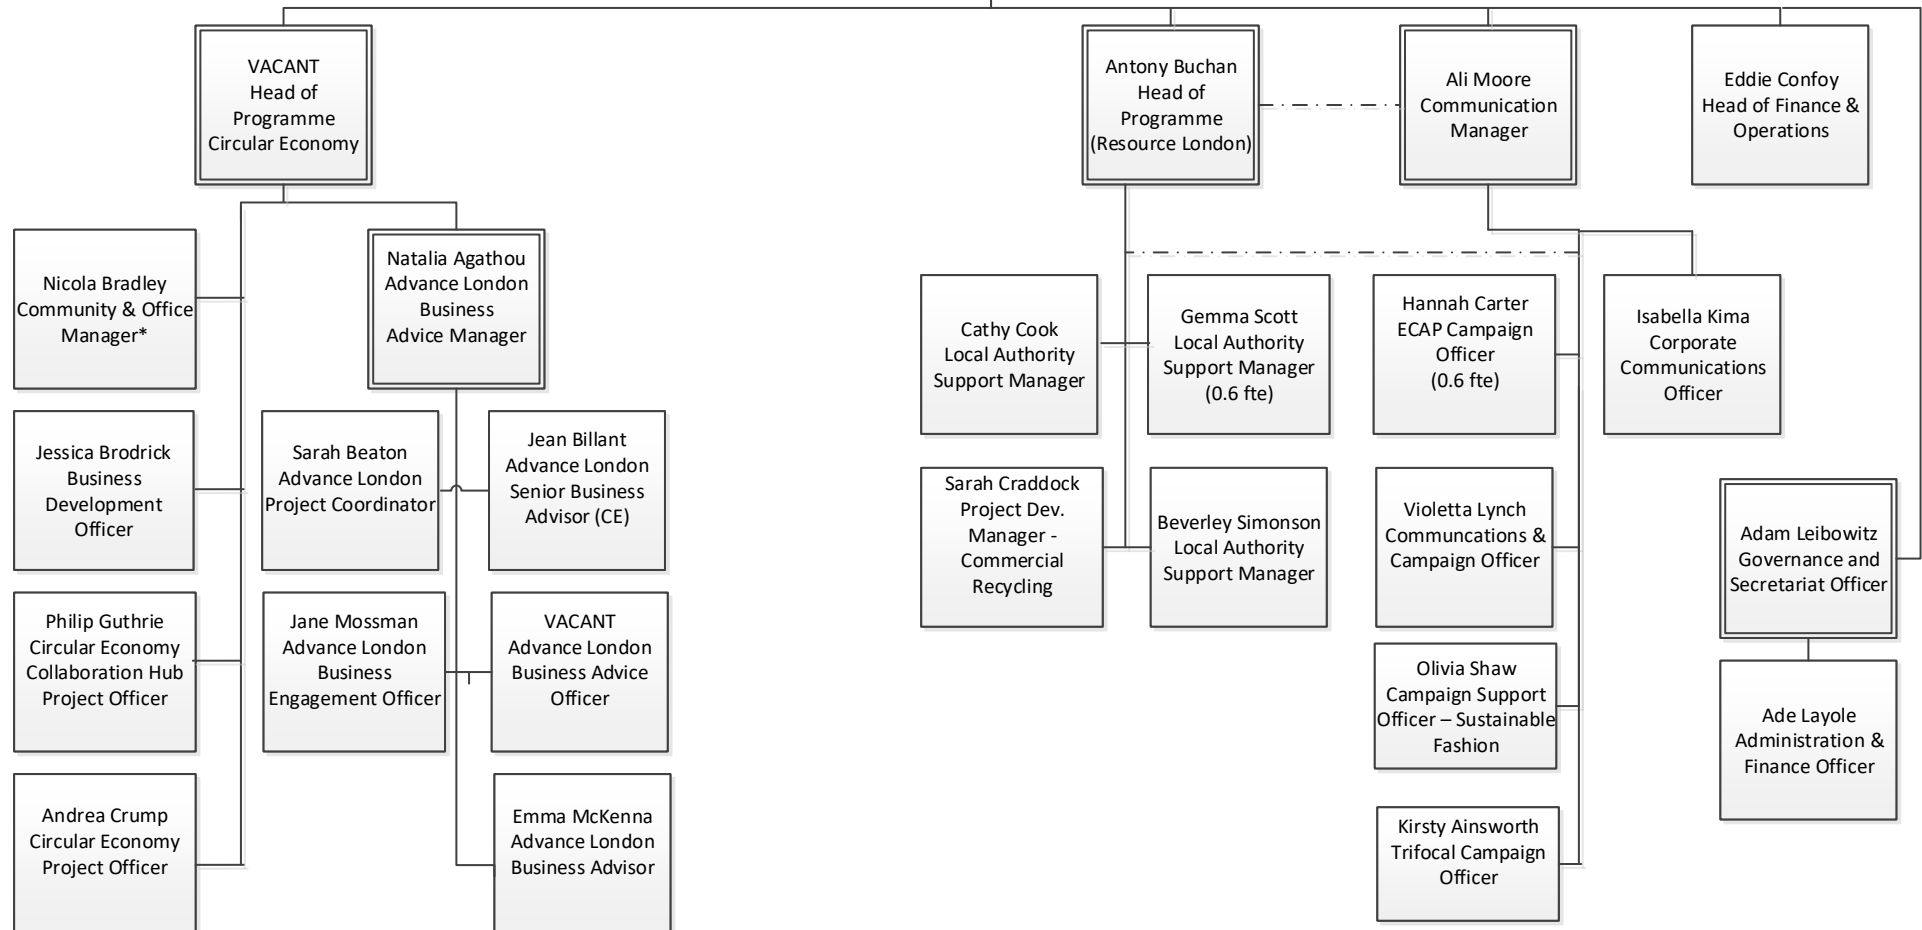 VACANT
Head of
Programme
Circular Economy
Antony Buchan
Head of
Programme
(Resource London)
Ali Moore
Communication
Manager
Eddie Confoy
Head of Finance &
Operations
Nicola Bradley
Community & Office
Manager*
Natalia Agathou
Advance London
Business
Advice Manager
Cathy Cook
Local Authority
Support Manager
Gemma Scott
Local Authority
Support Manager
(0.6 fte)
Hannah Carter
ECAP Campaign
Officer
(0.6 fte)
Isabella Kima
Corporate
Communications
Officer
Jessica Brodrick
Business
Development
Officer
Sarah Beaton
Advance London
Project Coordinator
Jean Billant
Advance London
Senior Business
Advisor (CE)
Sarah Craddock
Project Dev.
Manager -
Commercial
Recycling
Beverley Simonson
Local Authority
Support Manager
Violetta Lynch
Communcations &
Campaign Officer
Adam Leibowitz
Governance and
Secretariat Officer
Philip Guthrie
Circular Economy
Collaboration Hub
Project Officer
Jane Mossman
Advance London
Business
Engagement Officer
VACANT
Advance London
Business Advice
Officer
Olivia Shaw
Campaign Support
Officer – Sustainable
Fashion
Ade Layole
Administration &
Finance Officer
Andrea Crump
Circular Economy
Project Officer
Emma McKenna
Advance London
Business Advisor
Kirsty Ainsworth
Trifocal Campaign
Officer